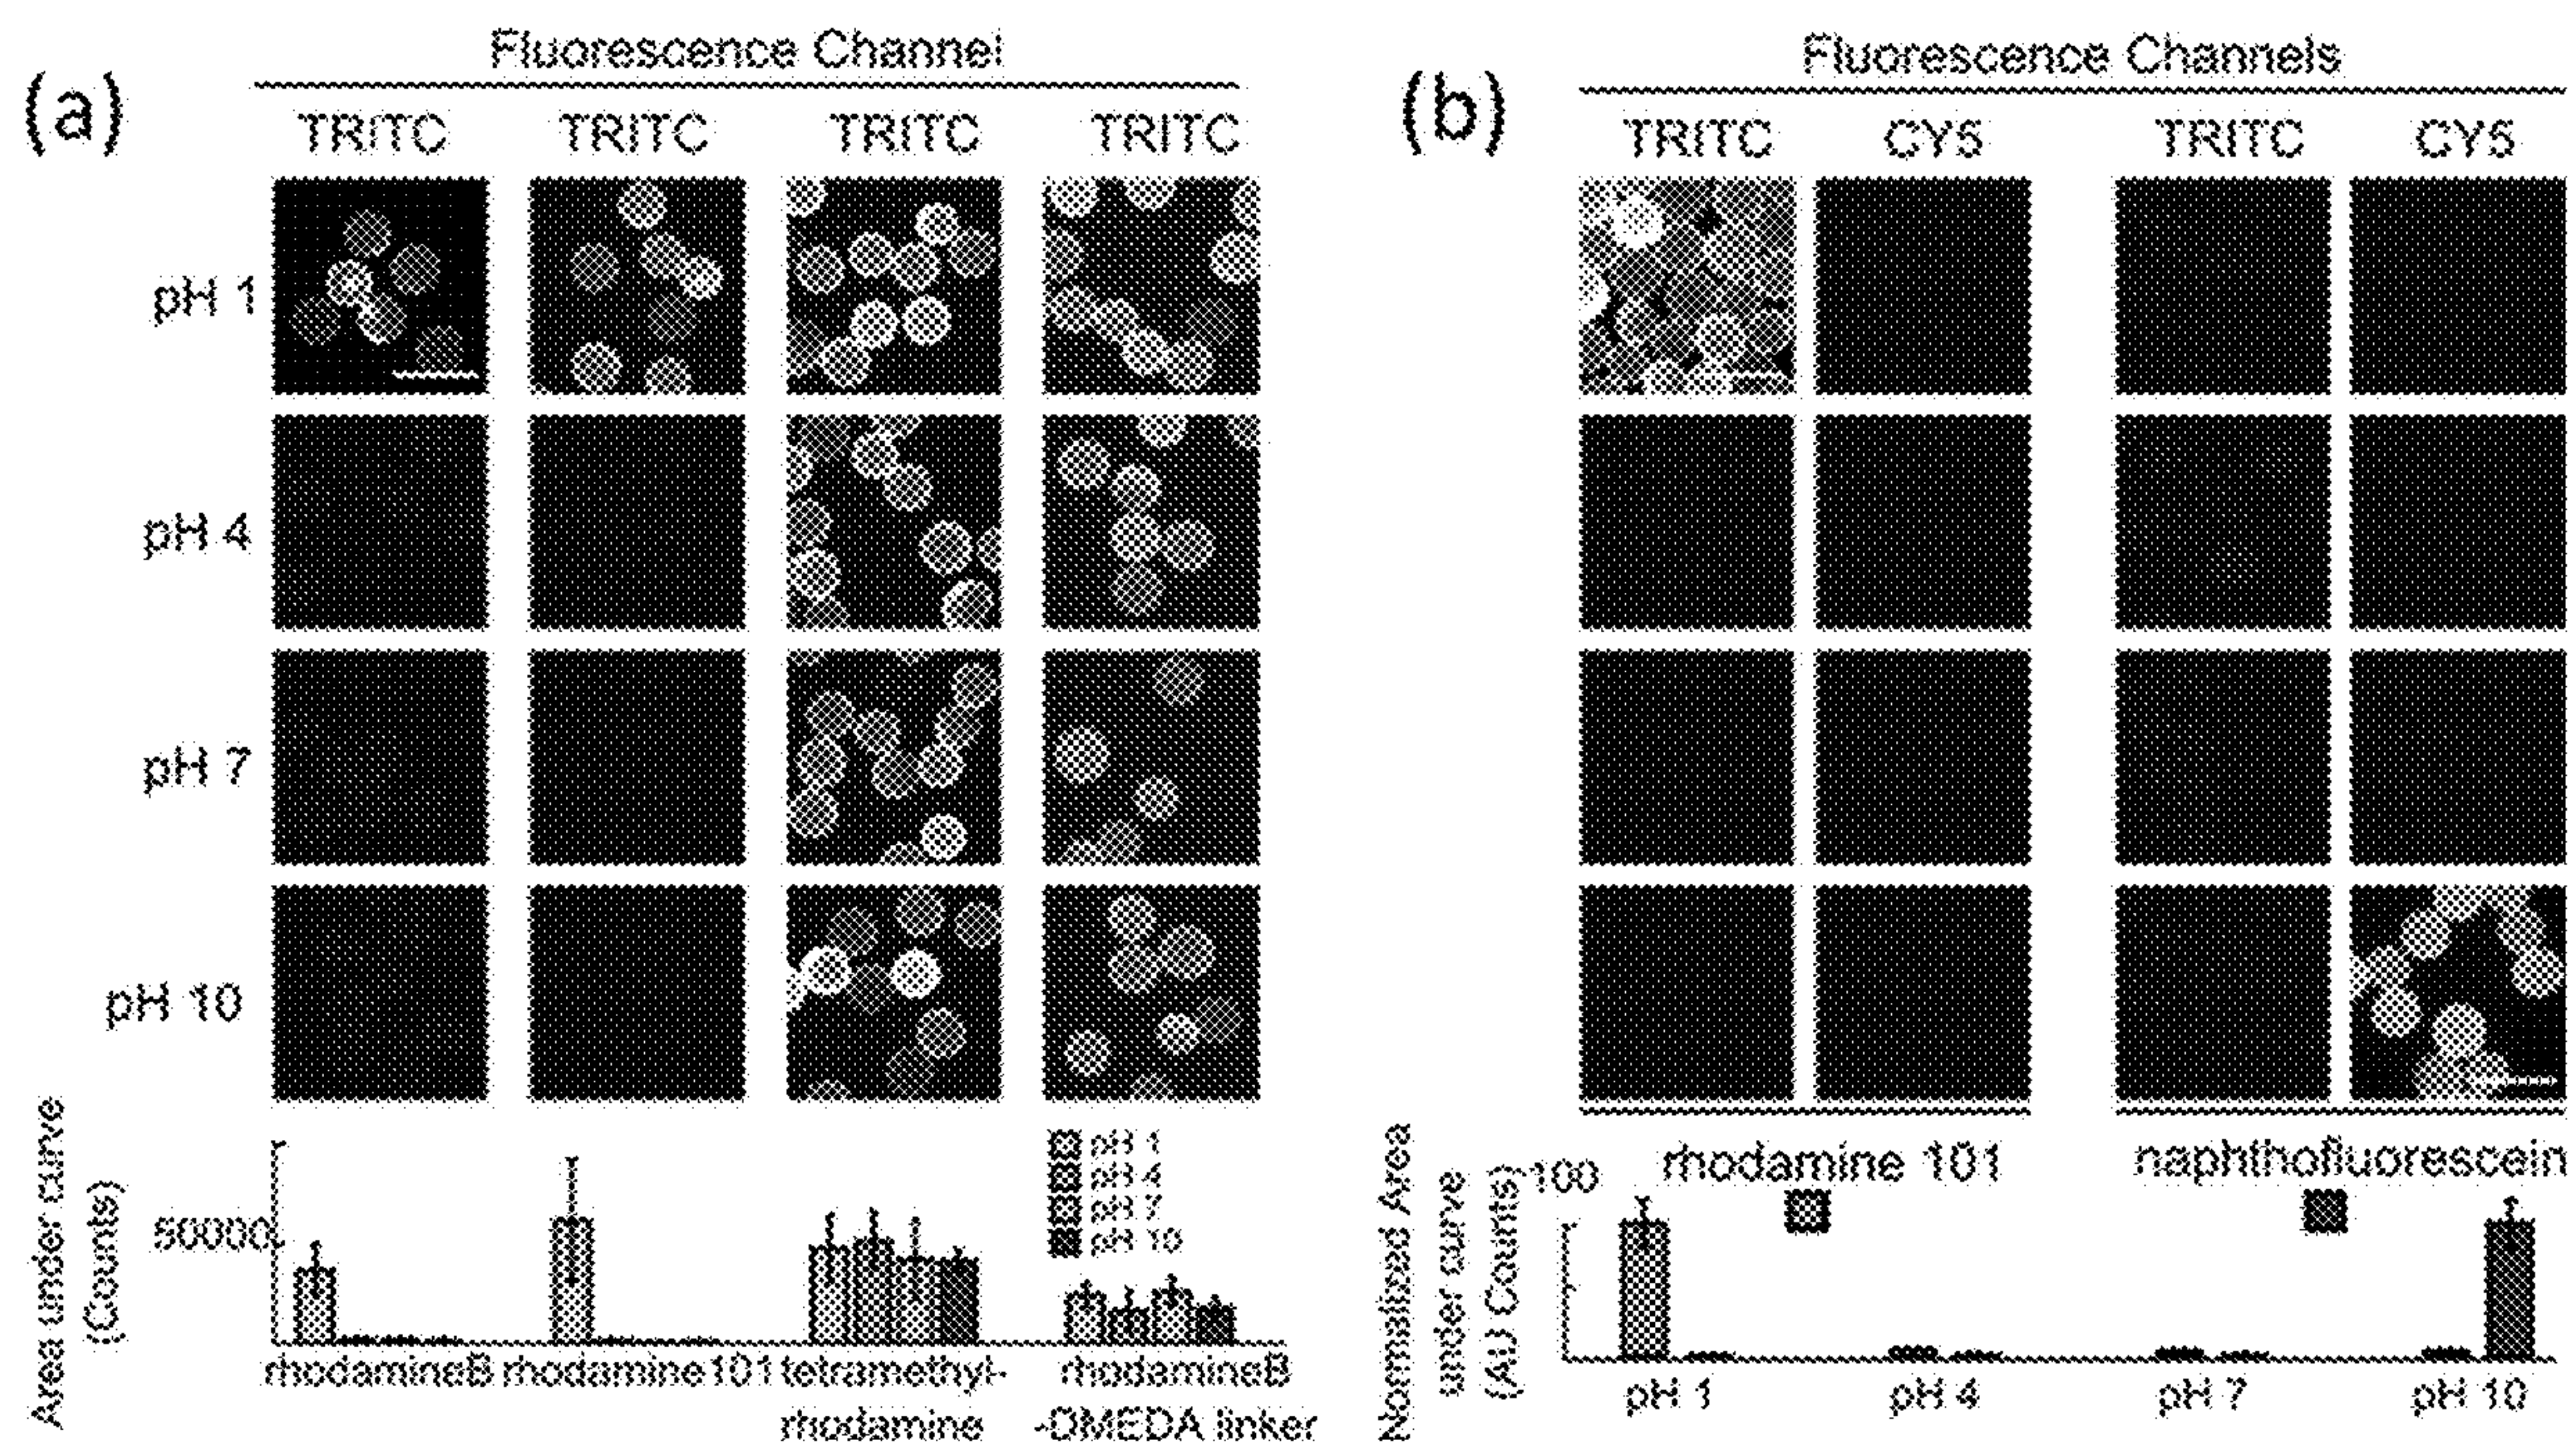 (a)
Fluorescence Channel
TRITC TRITC TRITC TRITC
pH 1
pH 4
pH 7
pH 10
Area under curve
(Counts)
50000
pH 1
pH 4
pH 7
pH 10
rhodamineB rhodamine101 tetramethyl-
rhodamine
rhodamineB
-DMEDA linker
(b)
Fluorescence Channels
TRITC CY5 TRITC CY5
rhodamine 101 naphthofluorescein
Normalized Area
under curve
(AU Counts)
100
pH 1 pH 4 pH 7 pH 10